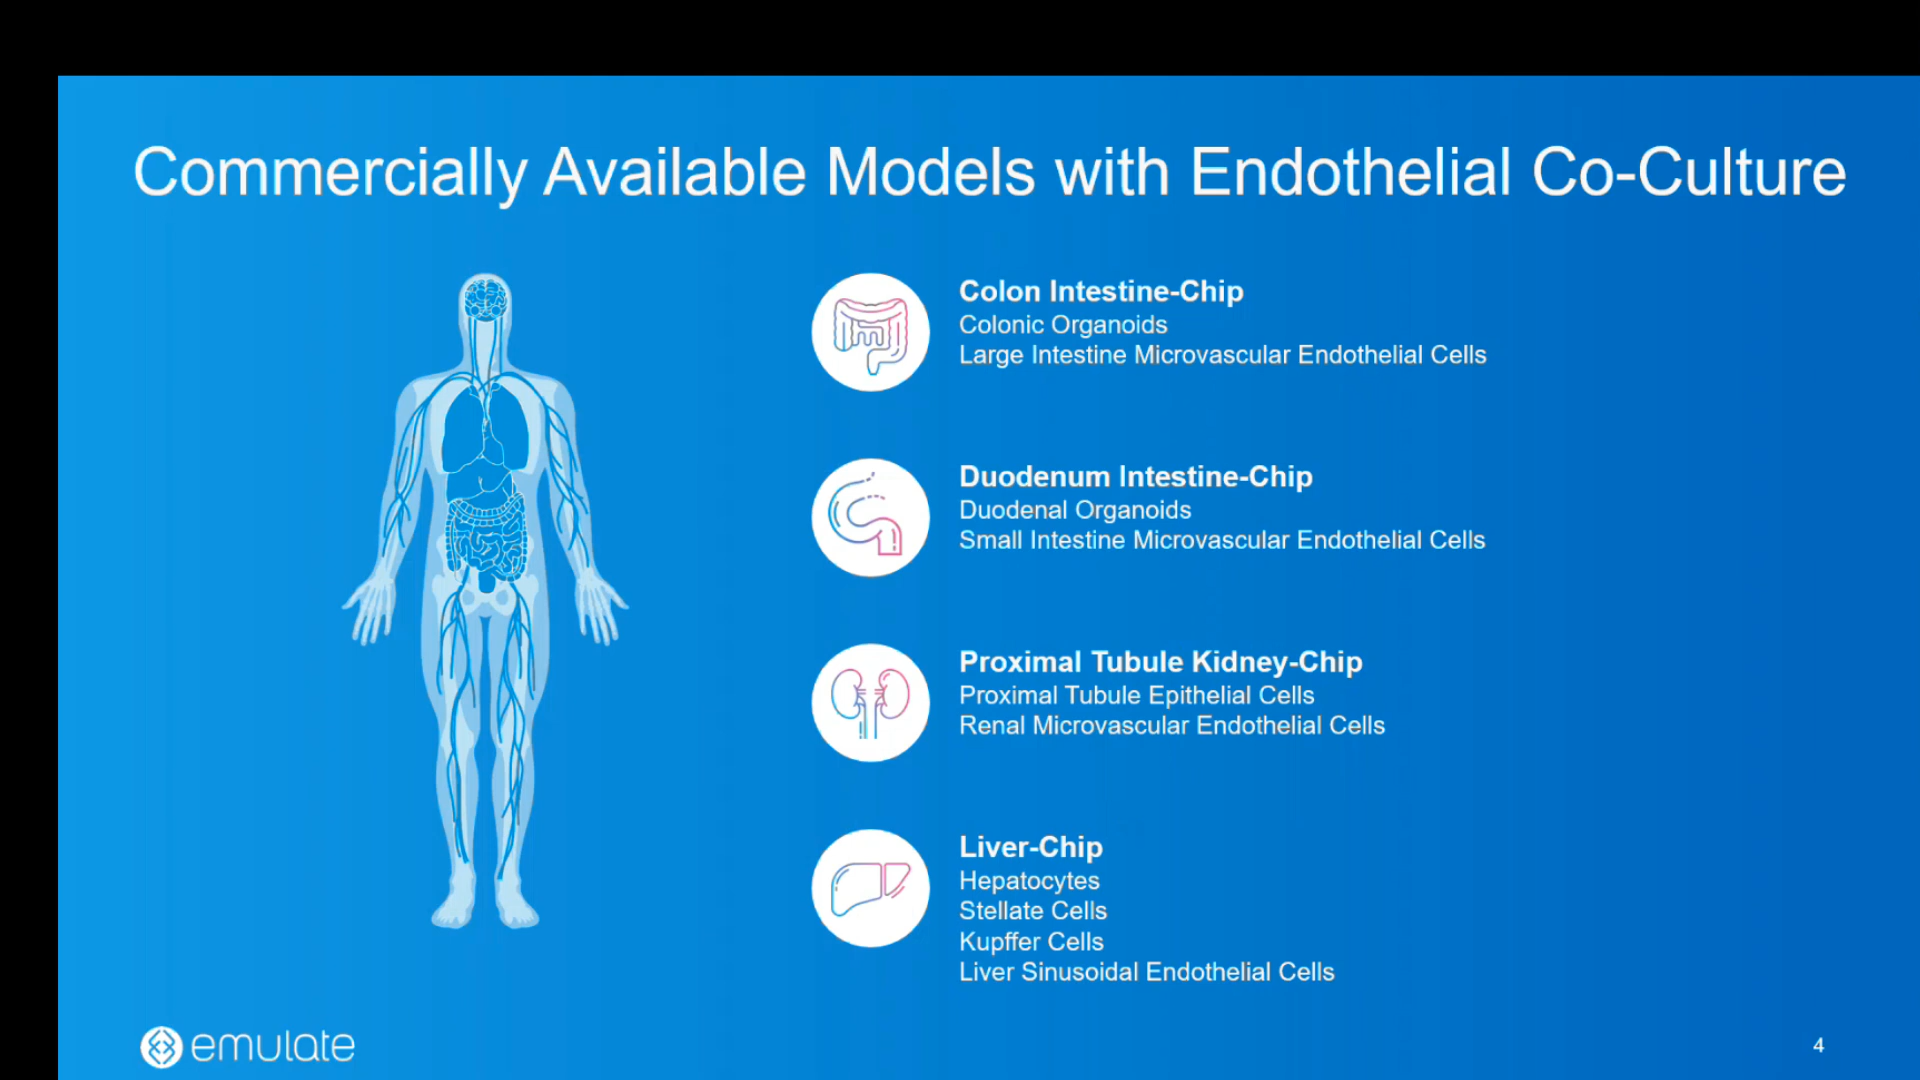 Commercially Available Models with Endothelial Co-Culture
Colon Intestine-Chip
Colonic Organoids
Large Intestine Microvascular Endothelial Cells
Duodenum Intestine-Chip
Duodenal Organoids
Small Intestine Microvascular Endothelial Cells
Proximal Tubule Kidney-Chip
Proximal Tubule Epithelial Cells
Renal Microvascular Endothelial Cells
Liver-Chip
Hepatocytes
Stellate Cells
Kupffer Cells
Liver Sinusoidal Endothelial Cells
emulate
4